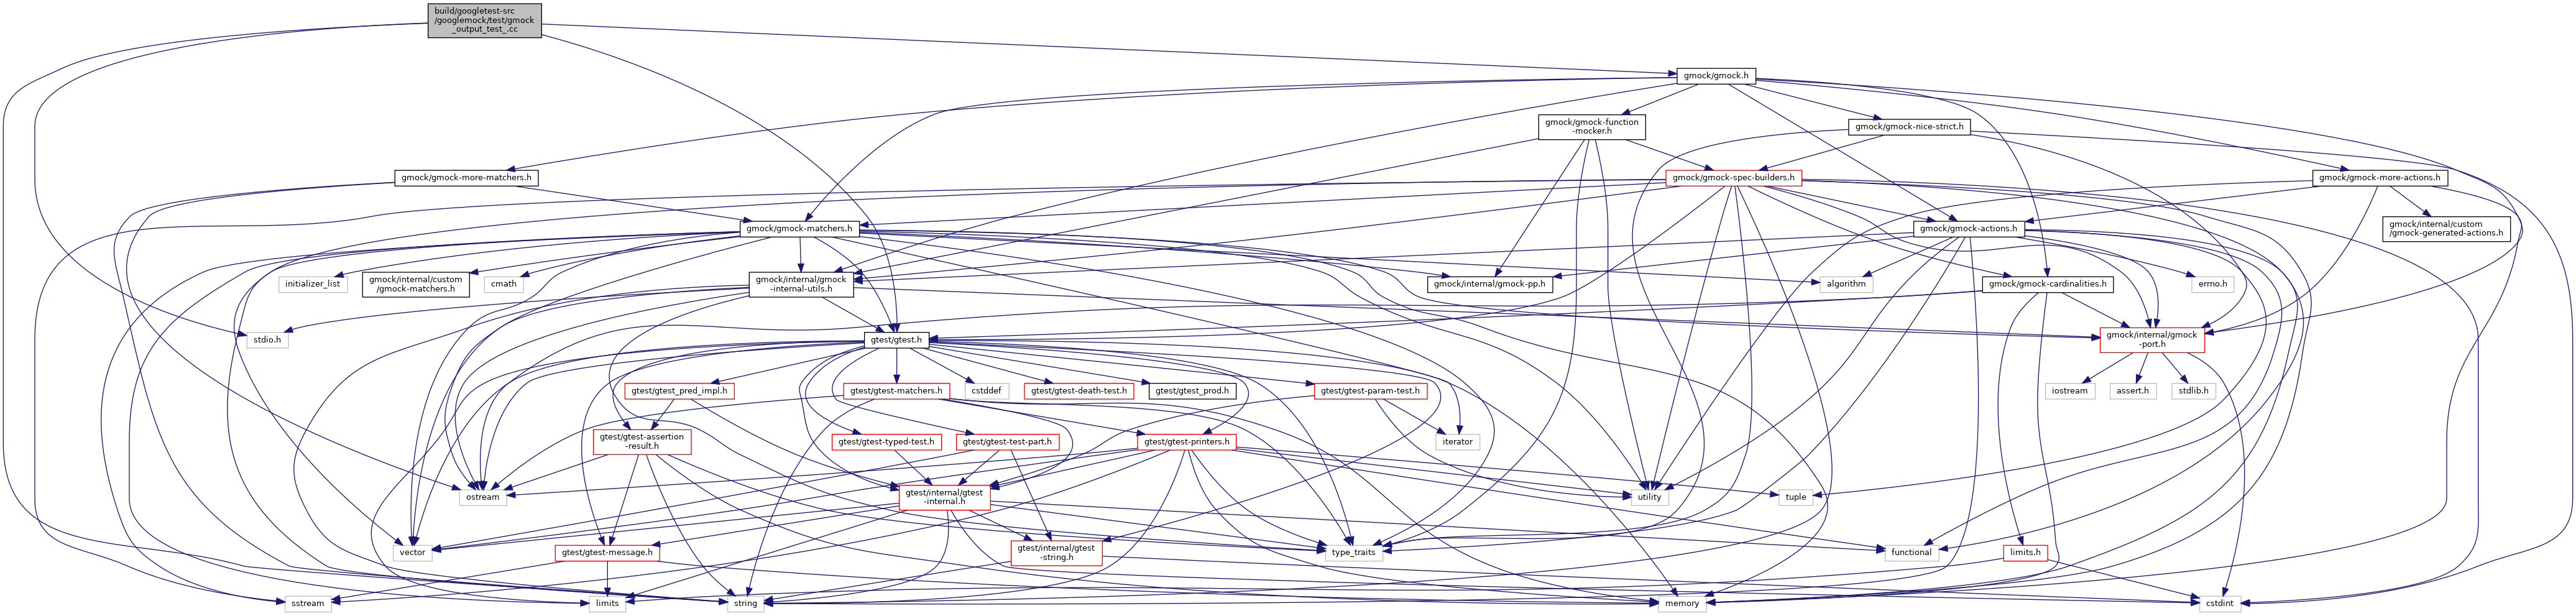 build/googletest-src
/googlemock/test/gmock
_output_test_.cc
gmock/gmock.h
gmock/gmock-function
-mocker.h
gmock/gmock-nice-strict.h
gmock/gmock-more-matchers.h
gmock/gmock-spec-builders.h
gmock/gmock-more-actions.h
gmock/gmock-matchers.h
gmock/gmock-actions.h
gmock/internal/custom
/gmock-generated-actions.h
initializer_list
gmock/internal/custom
/gmock-matchers.h
cmath
gmock/internal/gmock
-internal-utils.h
gmock/internal/gmock-pp.h
algorithm
gmock/gmock-cardinalities.h
errno.h
stdio.h
gtest/gtest.h
gmock/internal/gmock
-port.h
gtest/gtest_pred_impl.h
gtest/gtest-matchers.h
cstddef
gtest/gtest-death-test.h
gtest/gtest_prod.h
gtest/gtest-param-test.h
iostream
assert.h
stdlib.h
gtest/gtest-assertion
-result.h
gtest/gtest-typed-test.h
gtest/gtest-test-part.h
gtest/gtest-printers.h
iterator
ostream
gtest/internal/gtest
-internal.h
utility
tuple
vector
gtest/gtest-message.h
gtest/internal/gtest
-string.h
type_traits
functional
limits.h
sstream
limits
string
memory
cstdint